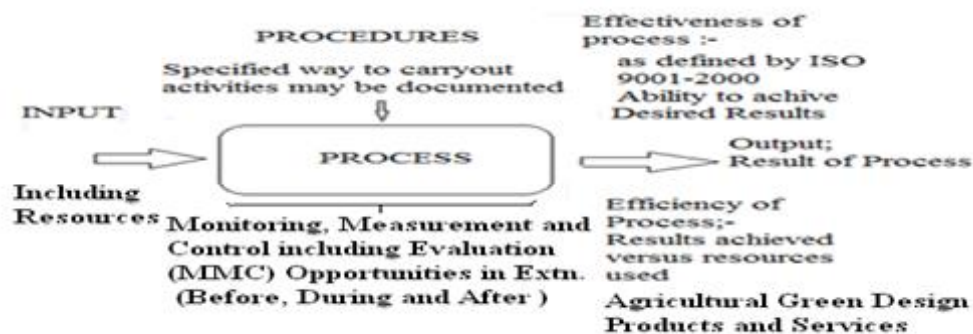 PROCEDURES
Specified way to carryout
activities may be documented
INPUT
Including
Resources
PROCESS
Monitoring, Measurement and
Control including Evaluation
(MMC) Opportunities in Extn.
(Before, During and After )
Effectiveness of
process :-
as defined by ISO
9001-2000
Ability to achive
Desired Results
Output;
Result of Process
Efficiency of
Process;-
Results achieved
versus resources
used
Agricultural Green Design
Products and Services